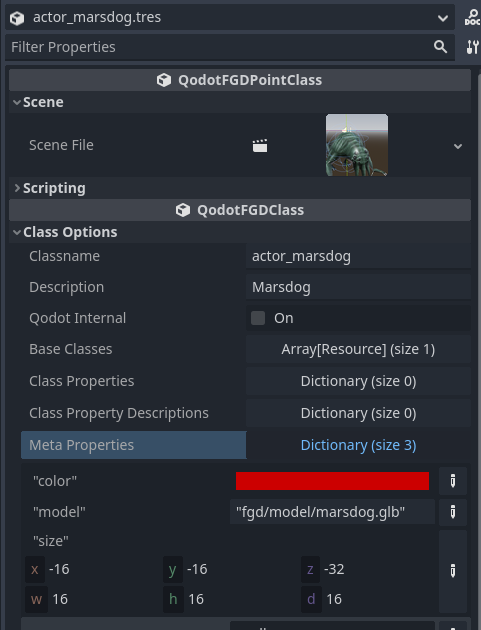 actor_marsdog.tres
DOC
Filter Properties
QodotFGDPointClass
Scene
Scene File
Scripting
QodotFGDClass
Class Options
Classname actor_marsdog
Description Marsdog
Qodot Internal On
Base Classes Array[Resource] (size 1)
Class Properties Dictionary (size 0)
Class Property Descriptions Dictionary (size 0)
Meta Properties Dictionary (size 3)
"color"
"model" "fgd/model/marsdog.glb"
"size"
x -16 y -16 z -32
w 16 h 16 d 16